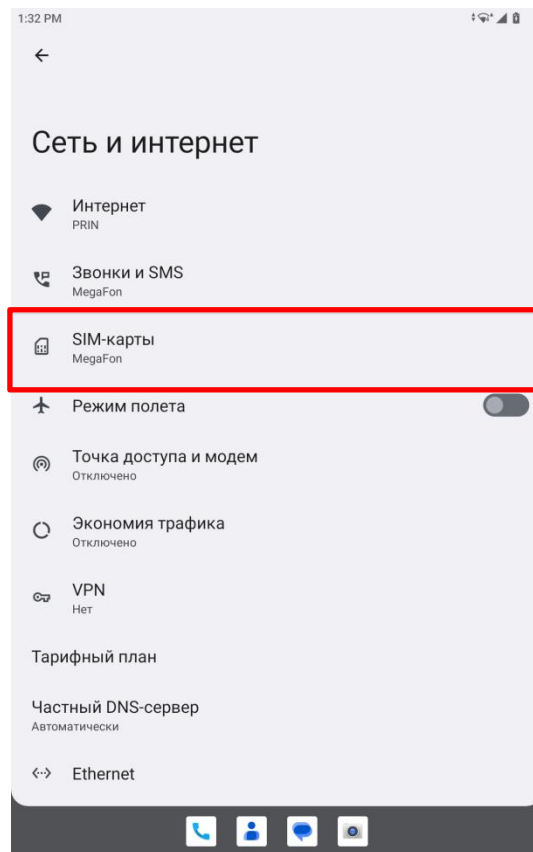 1:32 PM
Сеть и интернет
Интернет
PRIN
Звонки и SMS
MegaFon
SIM-карты
MegaFon
Режим полета
Точка доступа и модем
Отключено
Экономия трафика
Отключено
VPN
Нет
Тарифный план
Частный DNS-сервер
Автоматически
Ethernet